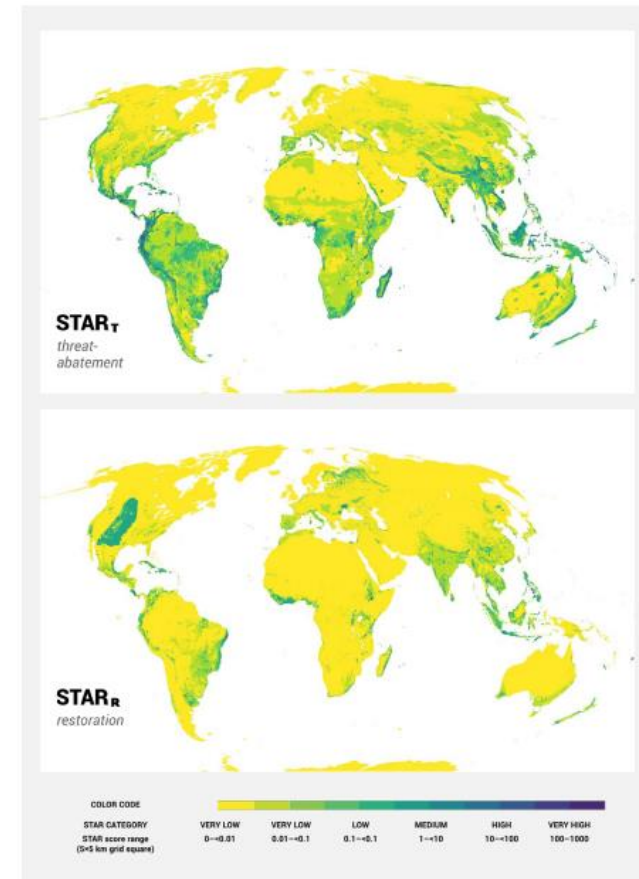 STAR T
threat-
abatement
STAR R
restoration
COLOR CODE
STAR CATEGORY VERY LOW VERY LOW LOW MEDIUM HIGH VERY HIGH
STAR score range 0–<0.01 0.01–<0.1 0.1–<0.1 1–<10 10–<100 100–1000
(5×5 km grid square)